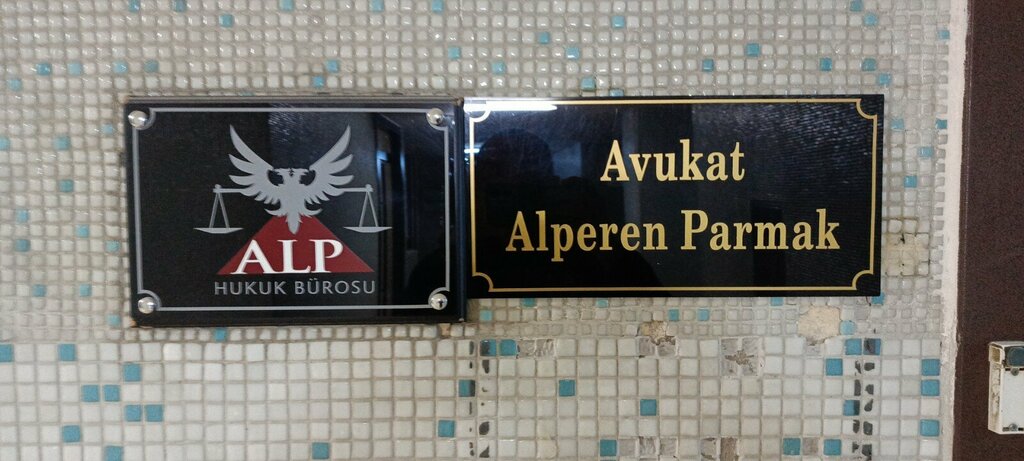 ALP
HUKUK BÜROSU
Avukat
Alperen Parmak